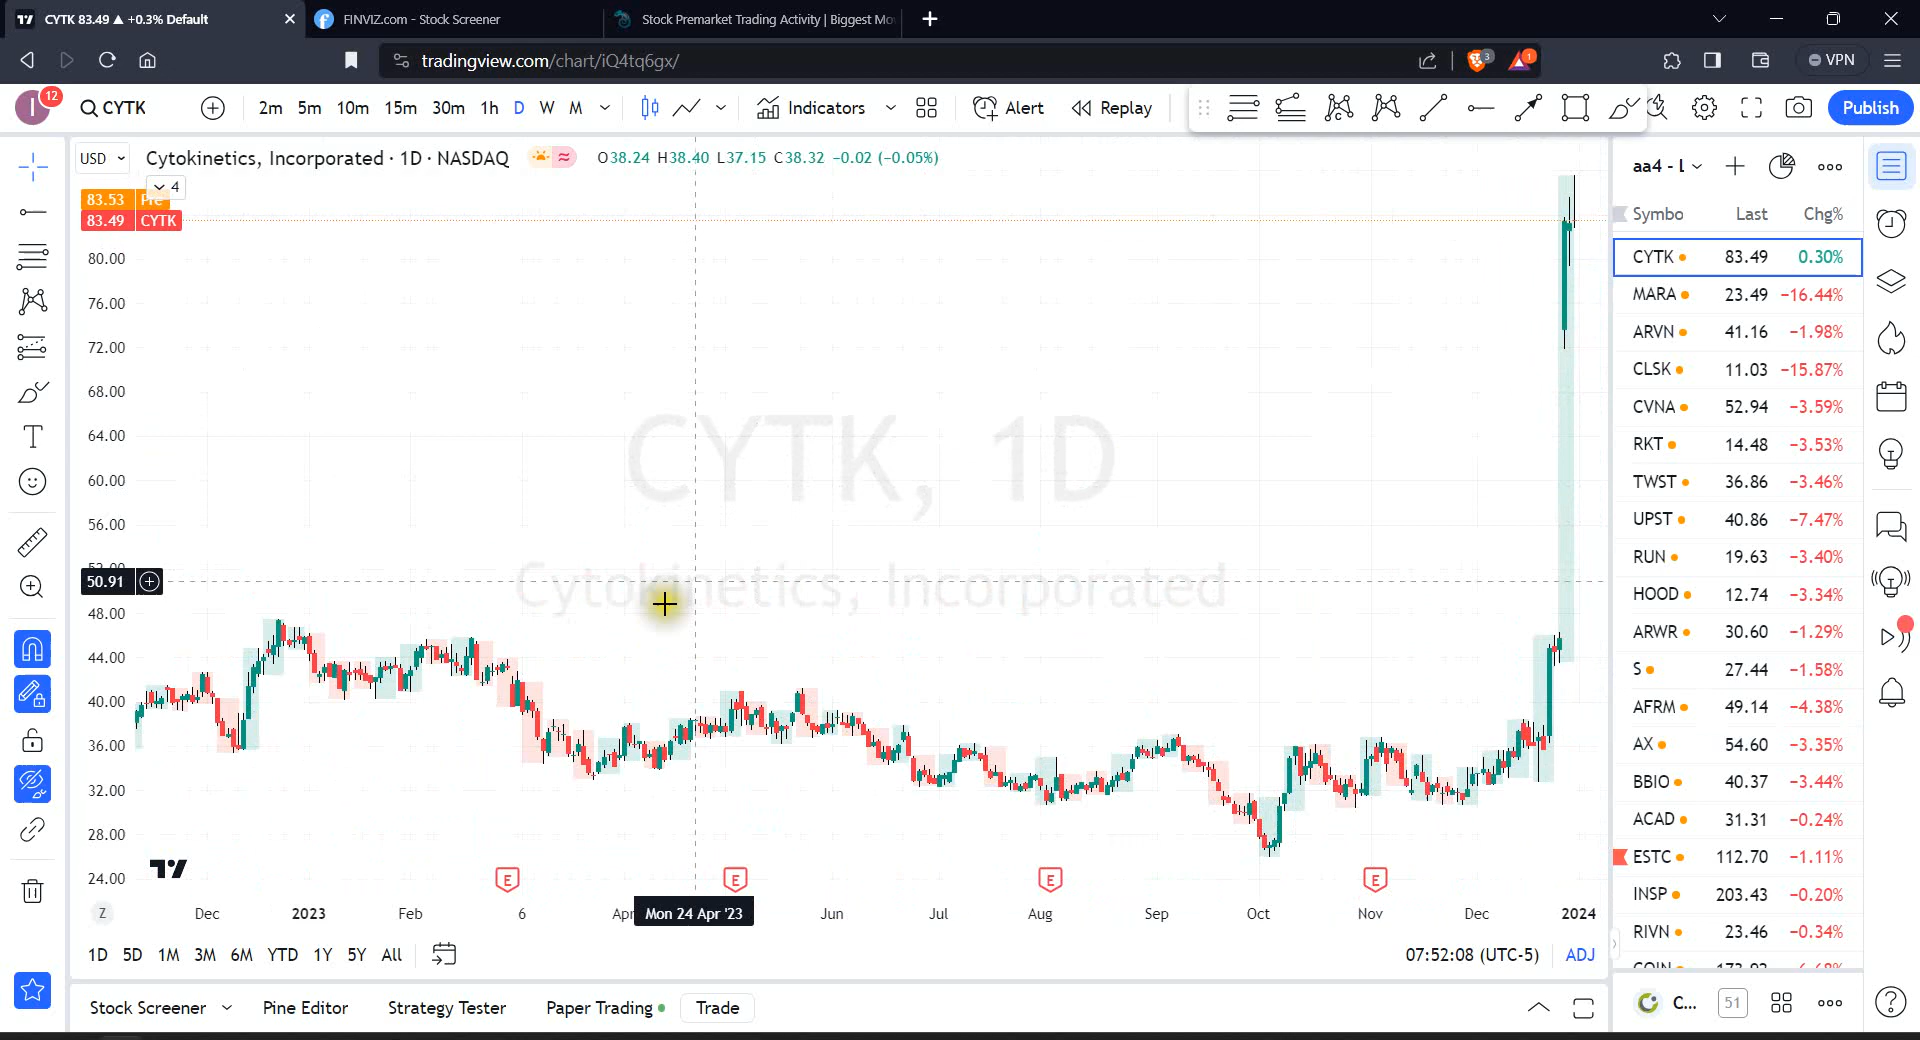 CYTK 83.49 ▲ +0.3% Default
FINVIZ.com - Stock Screener
Stock Premarket Trading Activity | Biggest Mo
tradingview.com/chart/iQ4tq6gx/
3
1
VPN
I
12
CYTK
2m 5m 10m 15m 30m 1h D W M
Indicators
Alert
Replay
Publish
USD
Cytokinetics, Incorporated · 1D · NASDAQ
O38.24 H38.40 L37.15 C38.32 −0.02 (−0.05%)
4
83.53 Pre
83.49 CYTK
80.00
76.00
72.00
68.00
64.00
60.00
56.00
52.00
50.91
48.00
44.00
40.00
36.00
32.00
28.00
24.00
CYTK, 1D
Cytokinetics, Incorporated
E E E E
Z
Dec 2023 Feb 6 Apr Mon 24 Apr '23 Jun Jul Aug Sep Oct Nov Dec 2024
1D 5D 1M 3M 6M YTD 1Y 5Y All
07:52:08 (UTC-5)
ADJ
Stock Screener
Pine Editor
Strategy Tester
Paper Trading
Trade
aa4 - L
Symbo Last Chg%
CYTK 83.49 0.30%
MARA 23.49 −16.44%
ARVN 41.16 −1.98%
CLSK 11.03 −15.87%
CVNA 52.94 −3.59%
RKT 14.48 −3.53%
TWST 36.86 −3.46%
UPST 40.86 −7.47%
RUN 19.63 −3.40%
HOOD 12.74 −3.34%
ARWR 30.60 −1.29%
S 27.44 −1.58%
AFRM 49.14 −4.38%
AX 54.60 −3.35%
BBIO 40.37 −3.44%
ACAD 31.31 −0.24%
ESTC 112.70 −1.11%
INSP 203.43 −0.20%
RIVN 23.46 −0.34%
C...
51